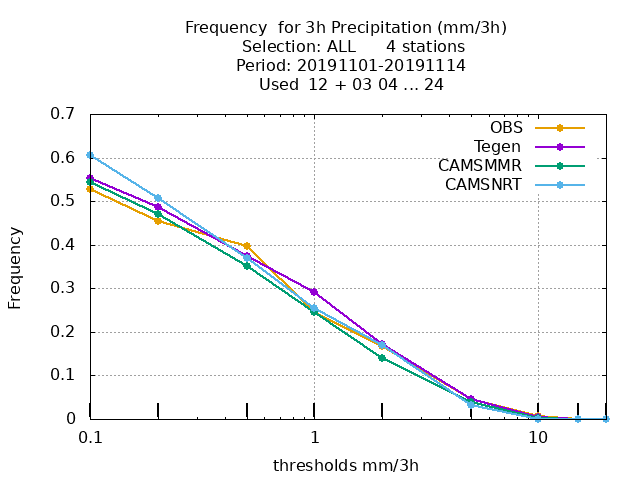 Frequency  for 3h Precipitation (mm/3h)
Selection: ALL      4 stations
Period: 20191101-20191114
Used  12 + 03 04 ... 24
OBS
Tegen
CAMSMMR
CAMSNRT
Frequency
0.7
0.6
0.5
0.4
0.3
0.2
0.1
0
0.1 1 10
thresholds mm/3h